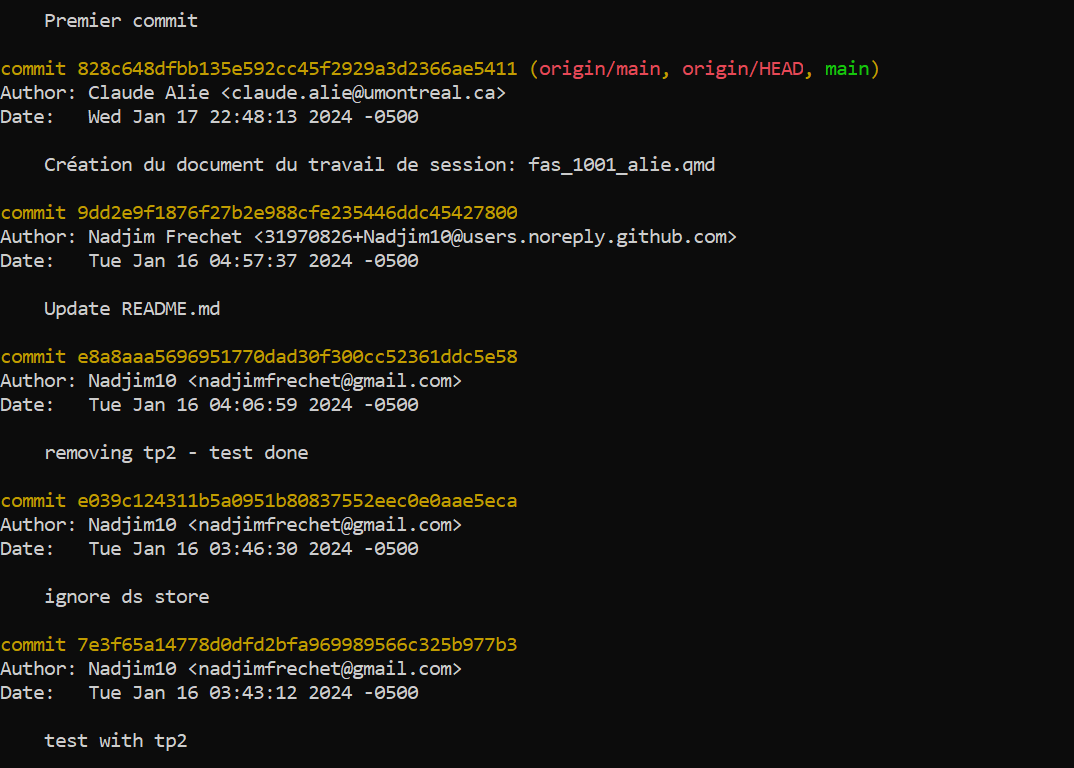 Premier commit
commit 828c648dfbb135e592cc45f2929a3d2366ae5411 (origin/main, origin/HEAD, main)
Author: Claude Alie <claude.alie@umontreal.ca>
Date:   Wed Jan 17 22:48:13 2024 -0500
Création du document du travail de session: fas_1001_alie.qmd
commit 9dd2e9f1876f27b2e988cfe235446ddc45427800
Author: Nadjim Frechet <31970826+Nadjim10@users.noreply.github.com>
Date:   Tue Jan 16 04:57:37 2024 -0500
Update README.md
commit e8a8aaa5696951770dad30f300cc52361ddc5e58
Author: Nadjim10 <nadjimfrechet@gmail.com>
Date:   Tue Jan 16 04:06:59 2024 -0500
removing tp2 - test done
commit e039c124311b5a0951b80837552eec0e0aae5eca
Author: Nadjim10 <nadjimfrechet@gmail.com>
Date:   Tue Jan 16 03:46:30 2024 -0500
ignore ds store
commit 7e3f65a14778d0dfd2bfa969989566c325b977b3
Author: Nadjim10 <nadjimfrechet@gmail.com>
Date:   Tue Jan 16 03:43:12 2024 -0500
test with tp2